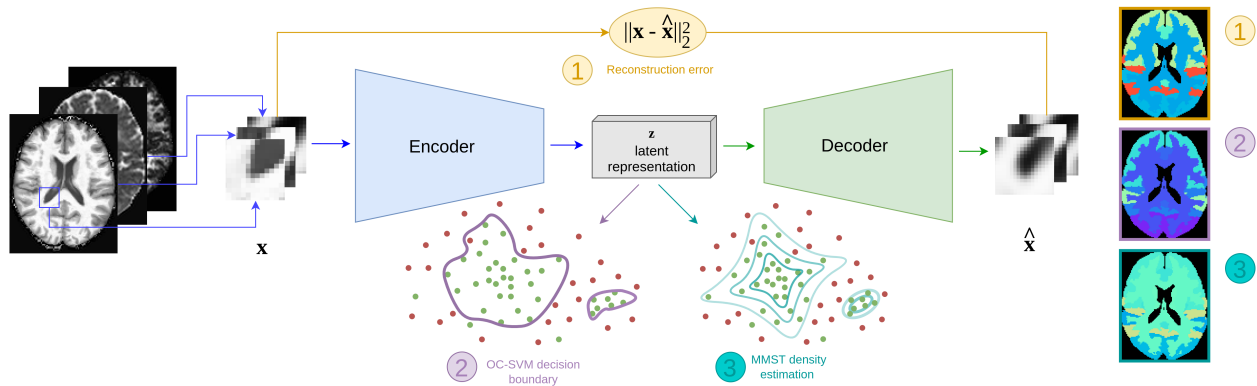 ||x - x̂||²₂
1
Reconstruction error
1
Encoder
z
latent
representation
Decoder
x
x̂
2
3
2
OC-SVM decision
boundary
3
MMST density
estimation